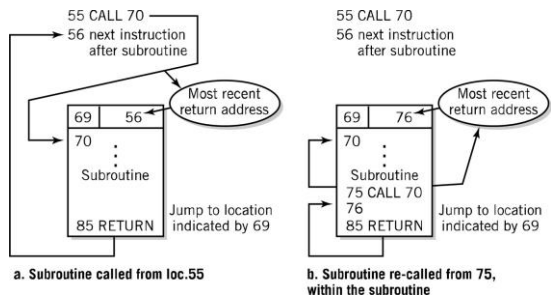 55 CALL 70
56 next instruction
after subroutine
Most recent
return address
69 56
70
Subroutine
85 RETURN
Jump to location
indicated by 69
a. Subroutine called from loc.55
55 CALL 70
56 next instruction
after subroutine
Most recent
return address
69 76
70
Subroutine
75 CALL 70
76
85 RETURN
Jump to location
indicated by 69
b. Subroutine re-called from 75,
within the subroutine